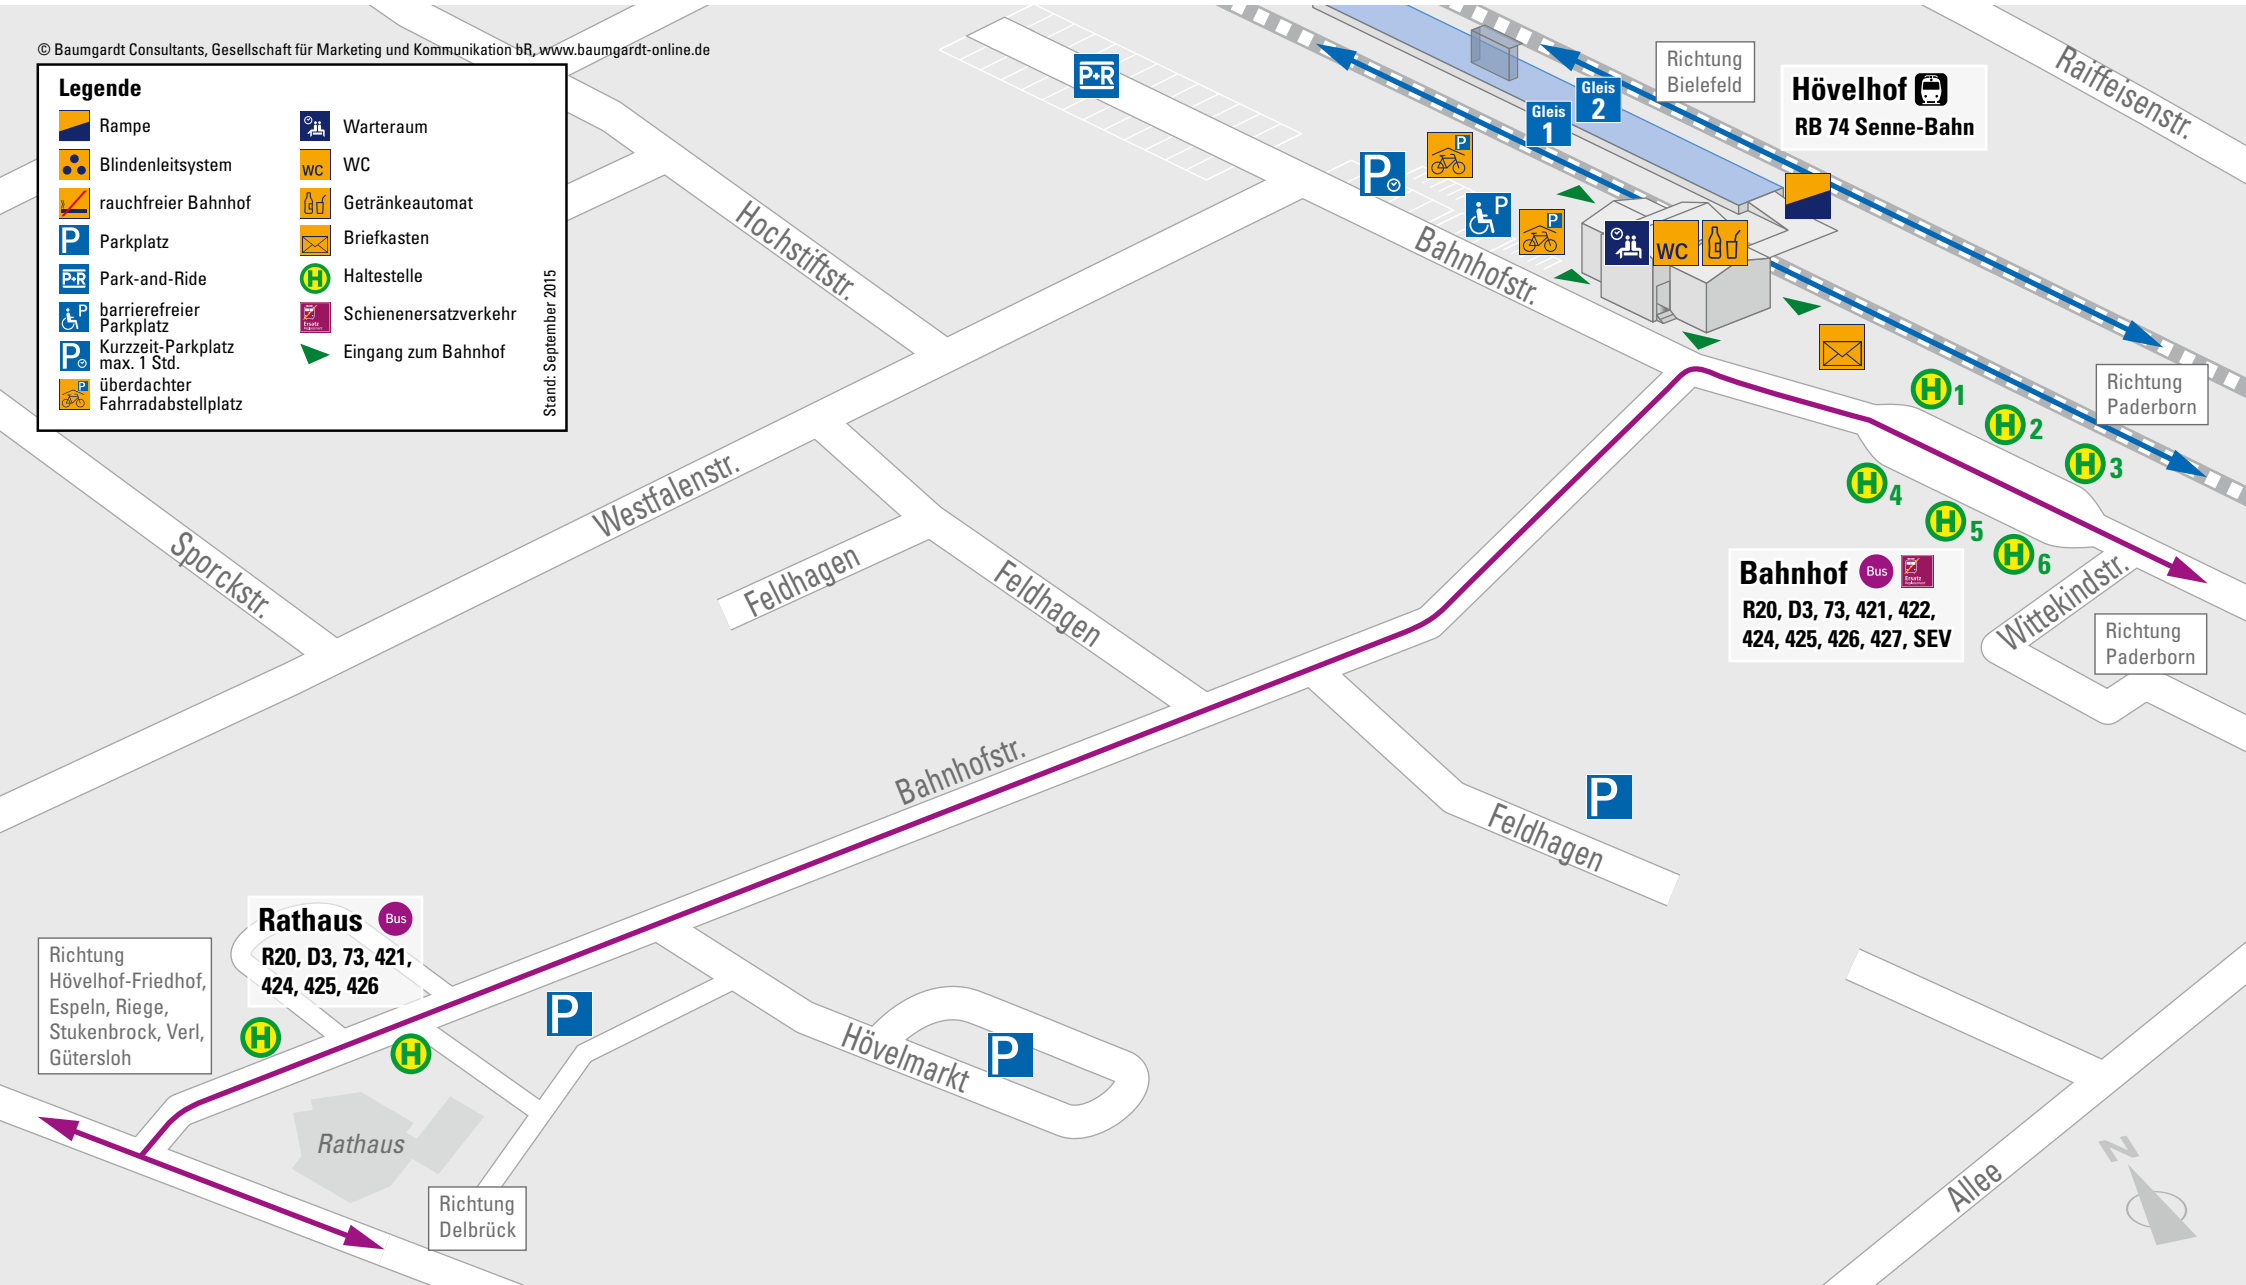 © Baumgardt Consultants, Gesellschaft für Marketing und Kommunikation bR, www.baumgardt-online.de
Legende
Rampe
Blindenleitsystem
rauchfreier Bahnhof
P Parkplatz
P+R Park-and-Ride
P barrierefreier
Parkplatz
P Kurzzeit-Parkplatz
max. 1 Std.
P überdachter
Fahrradabstellplatz
Warteraum
WC WC
Getränkeautomat
Briefkasten
H Haltestelle
Ersatz Schienenersatzverkehr
Eingang zum Bahnhof
Stand: September 2015
P+R
Gleis
1
Gleis
2
Richtung
Bielefeld
Hövelhof
RB 74 Senne-Bahn
Raiffeisenstr.
P
P
P
P
WC
Hochstiftstr.
Bahnhofstr.
Richtung
Paderborn
H 1
H 2
H 3
H 4
H 5
H 6
Bahnhof Bus Ersatz
R20, D3, 73, 421, 422,
424, 425, 426, 427, SEV
Wittekindstr.
Richtung
Paderborn
Westfalenstr.
Sporckstr.
Feldhagen
Feldhagen
Bahnhofstr.
P
Feldhagen
Rathaus Bus
R20, D3, 73, 421,
424, 425, 426
Richtung
Hövelhof-Friedhof,
Espeln, Riege,
Stukenbrock, Verl,
Gütersloh
H
H
P
Hövelmarkt
P
Rathaus
Richtung
Delbrück
Allee
N